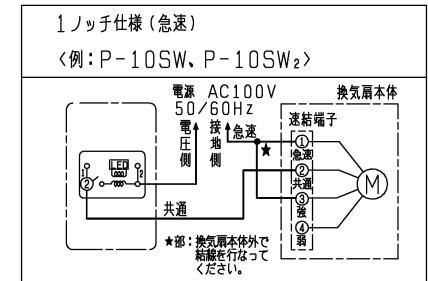 1ノッチ仕様(急速)
〈例:P-10SW、P-10SW₂〉
電源 AC100V
50/60Hz
換気扇本体
電圧側
接地側
急速
★
速結端子
LED
1
2
②
①
急速
②
共通
③
強
④
弱
M
共通
★部:換気扇本体外で
結線を行なって
ください。